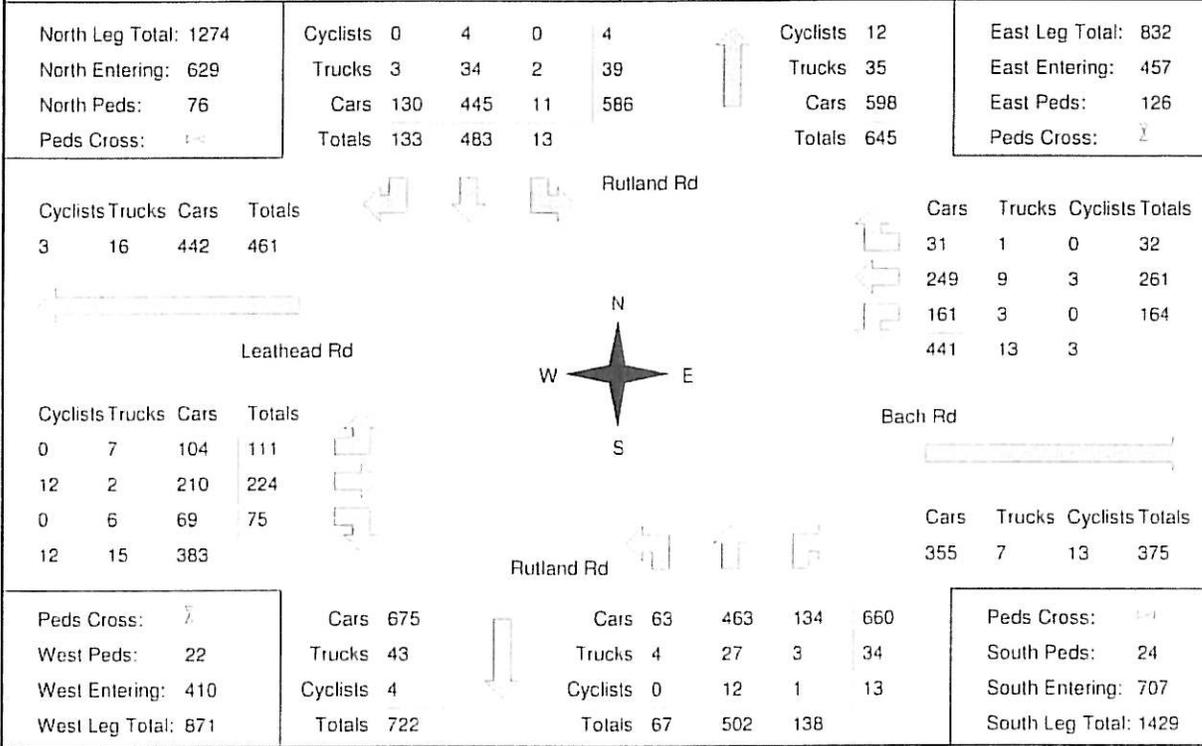 North Leg Total: 1274
North Entering: 629
North Peds: 76
Peds Cross:
Cyclists 0 4 0 4
Trucks 3 34 2 39
Cars 130 445 11 586
Totals 133 483 13
Cyclists 12
Trucks 35
Cars 598
Totals 645
East Leg Total: 832
East Entering: 457
East Peds: 126
Peds Cross:
Rutland Rd
Cyclists Trucks Cars Totals
3 16 442 461
Leathead Rd
Cars Trucks Cyclists Totals
31 1 0 32
249 9 3 261
161 3 0 164
441 13 3
N
W E
S
Cyclists Trucks Cars Totals
0 7 104 111
12 2 210 224
0 6 69 75
12 15 383
Bach Rd
Cars Trucks Cyclists Totals
355 7 13 375
Rutland Rd
Peds Cross:
West Peds: 22
West Entering: 410
West Leg Total: 871
Cars 675
Trucks 43
Cyclists 4
Totals 722
Cars 63 463 134 660
Trucks 4 27 3 34
Cyclists 0 12 1 13
Totals 67 502 138
Peds Cross:
South Peds: 24
South Entering: 707
South Leg Total: 1429